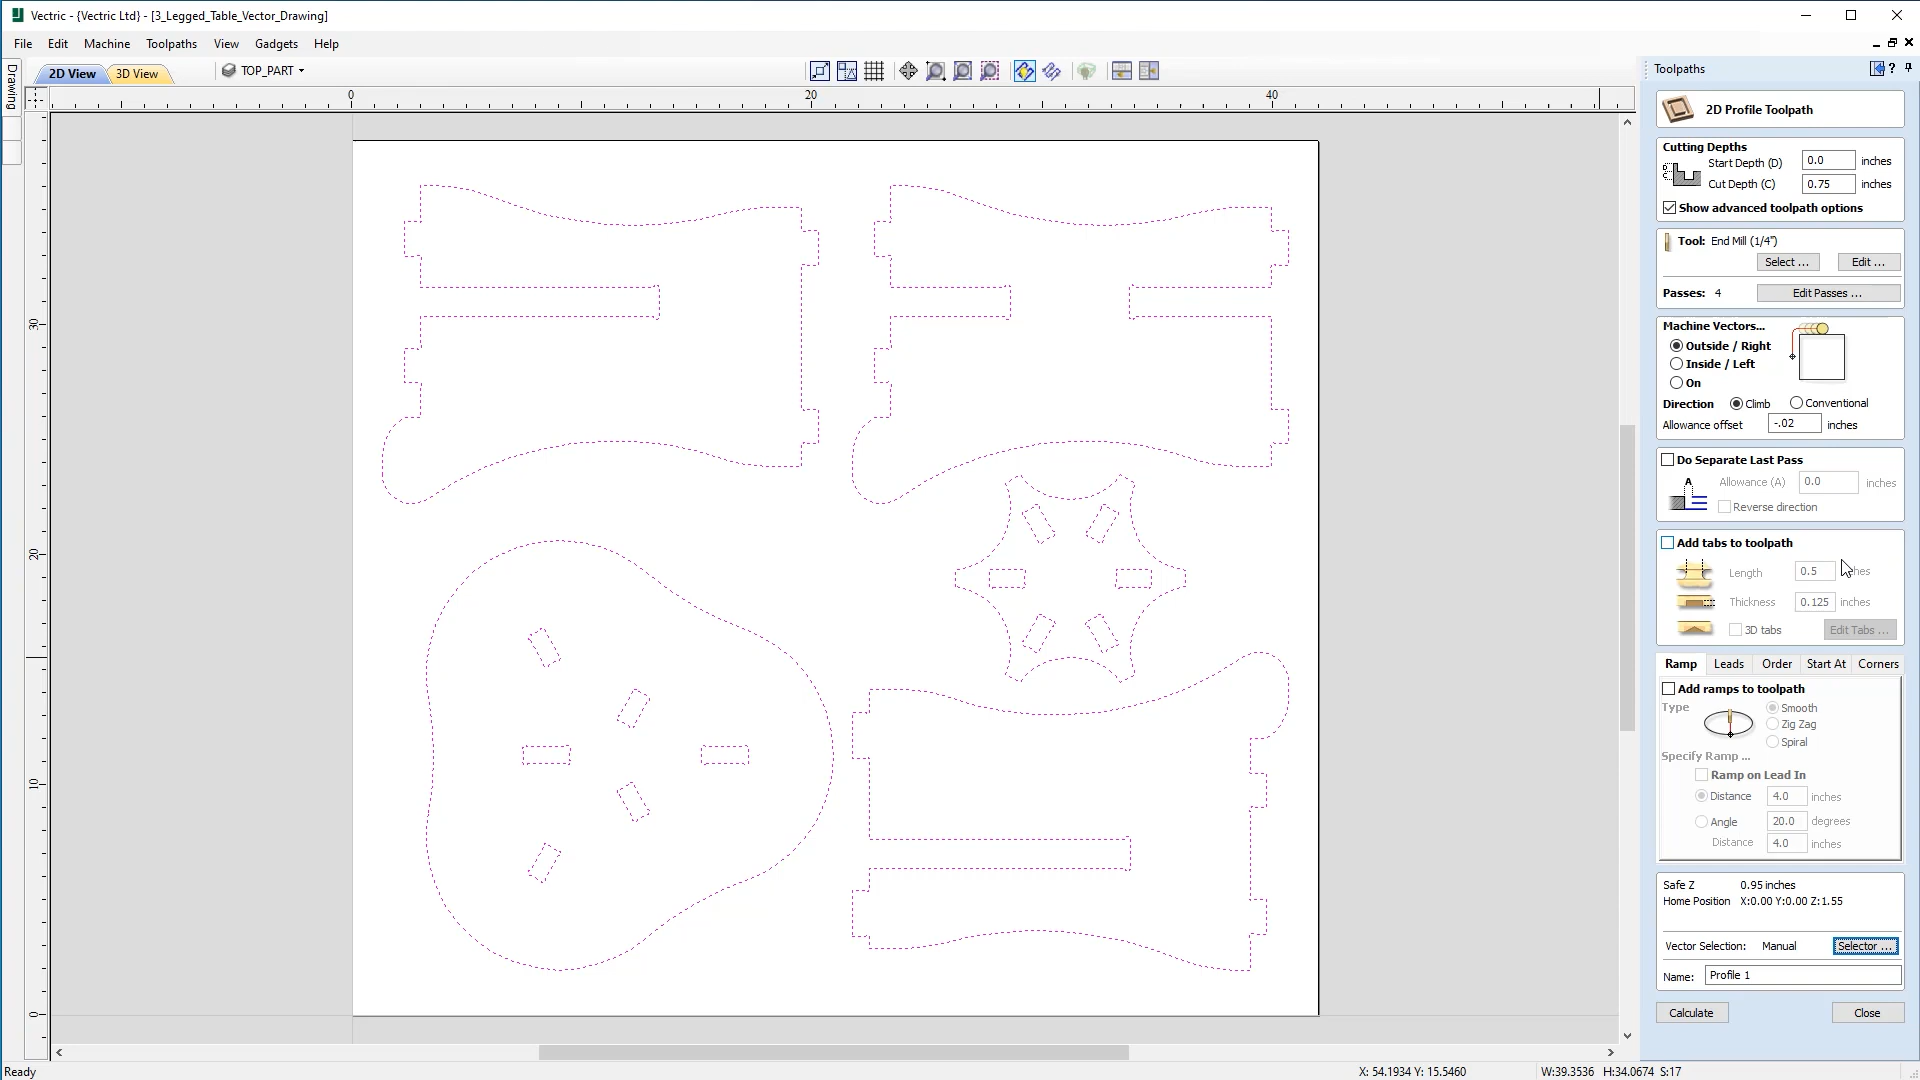 Vectric - {Vectric Ltd} - [3_Legged_Table_Vector_Drawing]
File Edit Machine Toolpaths View Gadgets Help
Drawing
2D View 3D View TOP_PART
0 20 40
30
20
10
0
Toolpaths
2D Profile Toolpath
Cutting Depths
Start Depth (D) 0.0 inches
Cut Depth (C) 0.75 inches
Show advanced toolpath options
Tool: End Mill (1/4")
Select ... Edit ...
Passes: 4 Edit Passes ...
Machine Vectors...
Outside / Right
Inside / Left
On
Direction Climb Conventional
Allowance offset -.02 inches
Do Separate Last Pass
Allowance (A) 0.0 inches
Reverse direction
Add tabs to toolpath
Length 0.5
Thickness 0.125 inches
3D tabs Edit Tabs ...
Ramp Leads Order Start At Corners
Add ramps to toolpath
Type Smooth
Zig Zag
Spiral
Specify Ramp ...
Ramp on Lead In
Distance 4.0 inches
Angle 20.0 degrees
Distance 4.0 inches
Safe Z 0.95 inches
Home Position X:0.00 Y:0.00 Z:1.55
Vector Selection: Manual Selector ...
Name: Profile 1
Calculate Close
Ready X: 54.1934 Y: 15.5460 W:39.3536 H:34.0674 S:17